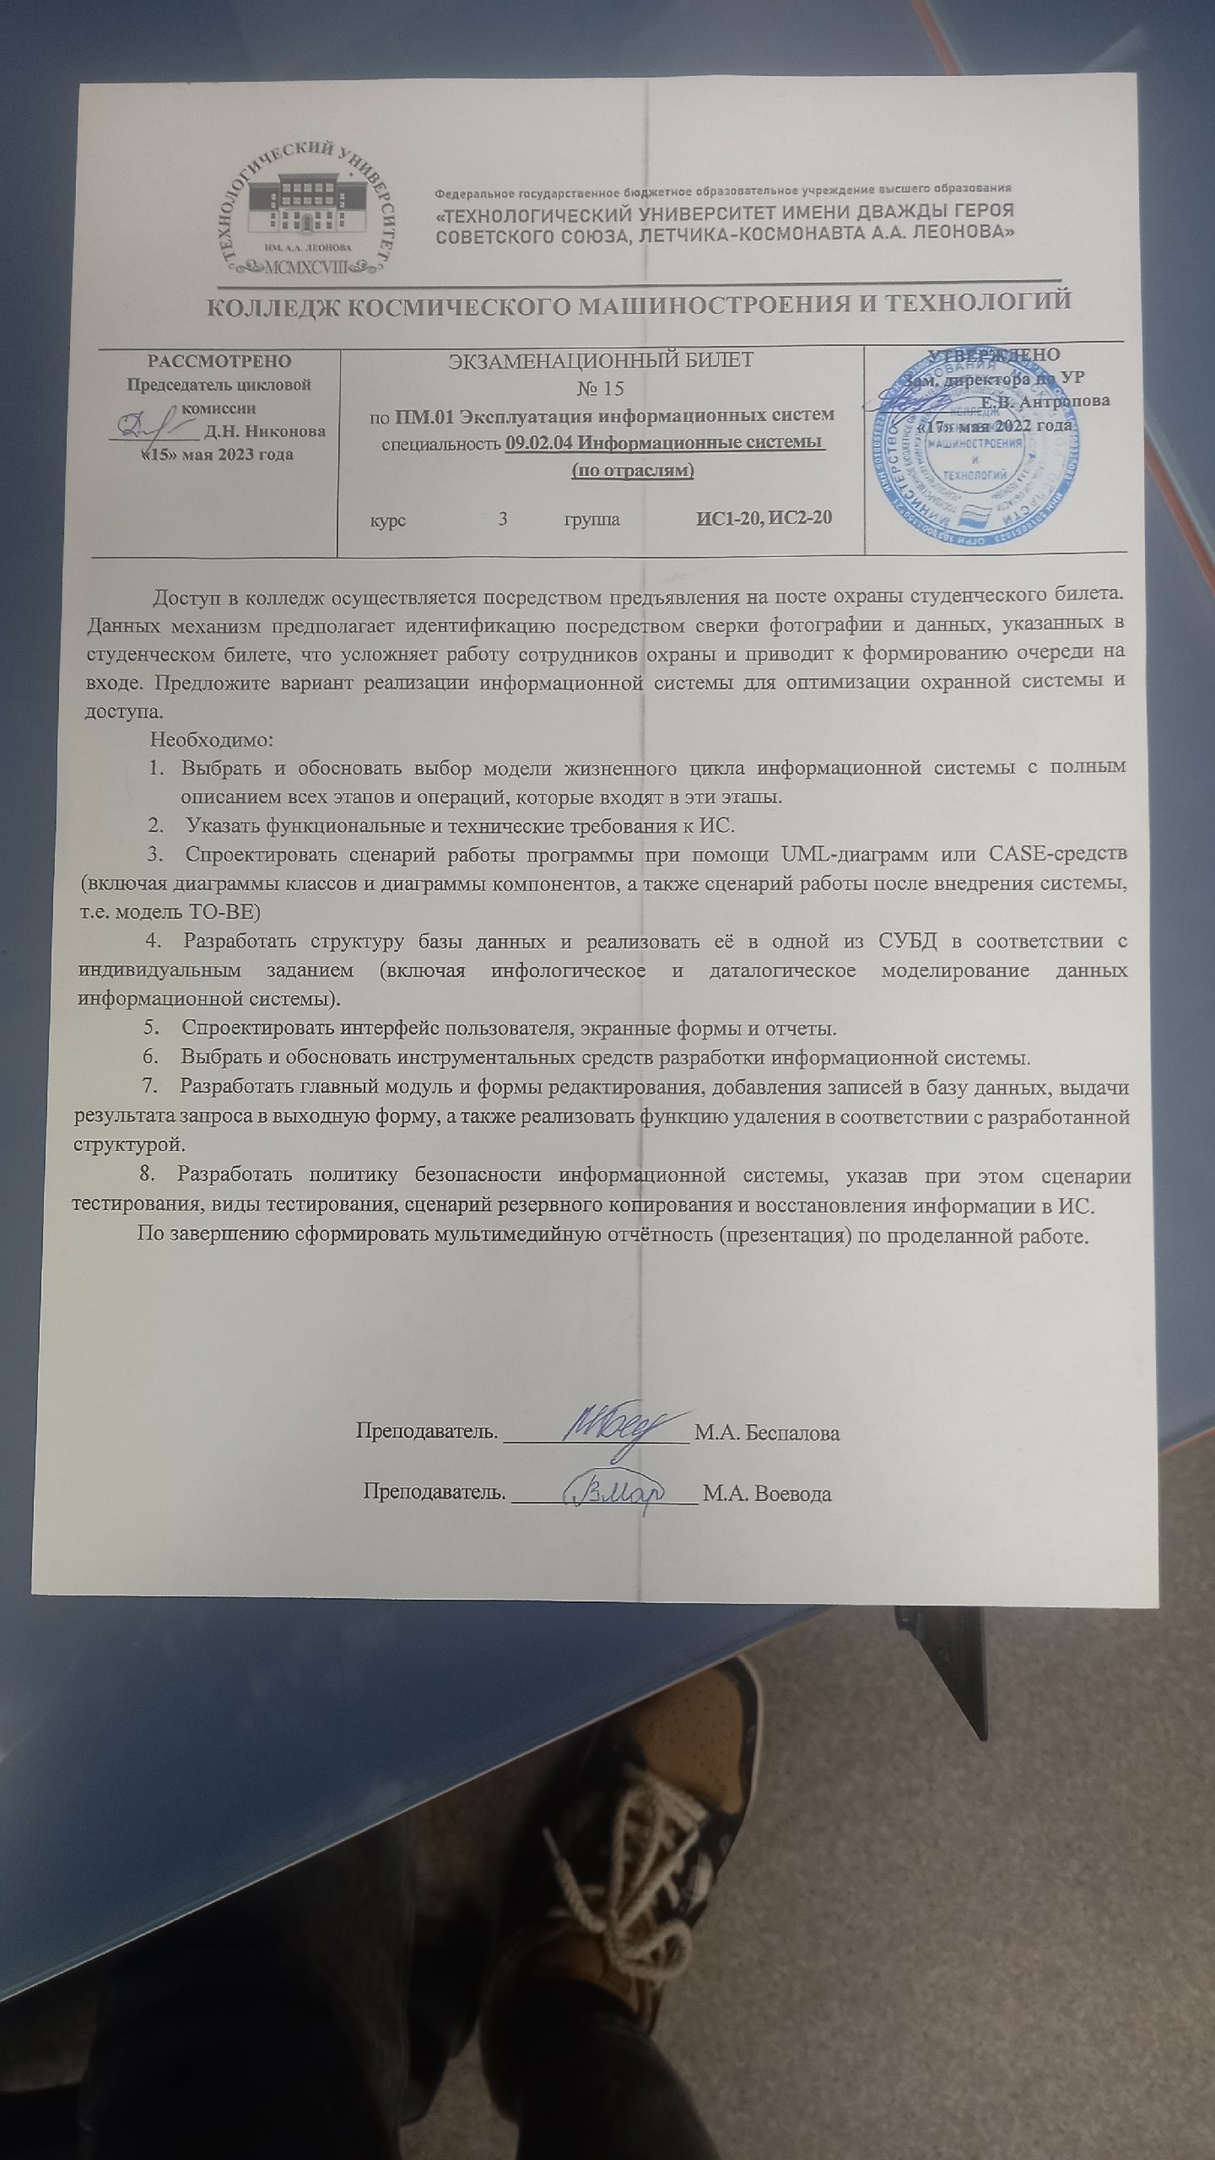 ТЕХНОЛОГИЧЕСКИЙ УНИВЕРСИТЕТ
ИМ. А.А. ЛЕОНОВА
MCMXCVIII
Федеральное государственное бюджетное образовательное учреждение высшего образования
«ТЕХНОЛОГИЧЕСКИЙ УНИВЕРСИТЕТ ИМЕНИ ДВАЖДЫ ГЕРОЯ
СОВЕТСКОГО СОЮЗА, ЛЕТЧИКА-КОСМОНАВТА А.А. ЛЕОНОВА»
КОЛЛЕДЖ КОСМИЧЕСКОГО МАШИНОСТРОЕНИЯ И ТЕХНОЛОГИЙ
РАССМОТРЕНО
Председатель цикловой
комиссии
Д.Н. Никонова
«15» мая 2023 года
ЭКЗАМЕНАЦИОННЫЙ БИЛЕТ
№ 15
по ПМ.01 Эксплуатация информационных систем
специальность 09.02.04 Информационные системы
(по отраслям)
курс 3 группа ИС1-20, ИС2-20
УТВЕРЖДЕНО
Зам. директора по УР
Е.В. Антропова
«17» мая 2022 года
КОЛЛЕДЖ
МАШИНОСТРОЕНИЯ
И
ТЕХНОЛОГИЙ
Доступ в колледж осуществляется посредством предъявления на посте охраны студенческого билета.
Данных механизм предполагает идентификацию посредством сверки фотографии и данных, указанных в
студенческом билете, что усложняет работу сотрудников охраны и приводит к формированию очереди на
входе. Предложите вариант реализации информационной системы для оптимизации охранной системы и
доступа.
Необходимо:
1. Выбрать и обосновать выбор модели жизненного цикла информационной системы с полным
описанием всех этапов и операций, которые входят в эти этапы.
2. Указать функциональные и технические требования к ИС.
3. Спроектировать сценарий работы программы при помощи UML-диаграмм или CASE-средств
(включая диаграммы классов и диаграммы компонентов, а также сценарий работы после внедрения системы,
т.е. модель TO-BE)
4. Разработать структуру базы данных и реализовать её в одной из СУБД в соответствии с
индивидуальным заданием (включая инфологическое и даталогическое моделирование данных
информационной системы).
5. Спроектировать интерфейс пользователя, экранные формы и отчеты.
6. Выбрать и обосновать инструментальных средств разработки информационной системы.
7. Разработать главный модуль и формы редактирования, добавления записей в базу данных, выдачи
результата запроса в выходную форму, а также реализовать функцию удаления в соответствии с разработанной
структурой.
8. Разработать политику безопасности информационной системы, указав при этом сценарии
тестирования, виды тестирования, сценарий резервного копирования и восстановления информации в ИС.
По завершению сформировать мультимедийную отчётность (презентация) по проделанной работе.
Преподаватель. М.А. Беспалова
Преподаватель. М.А. Воевода